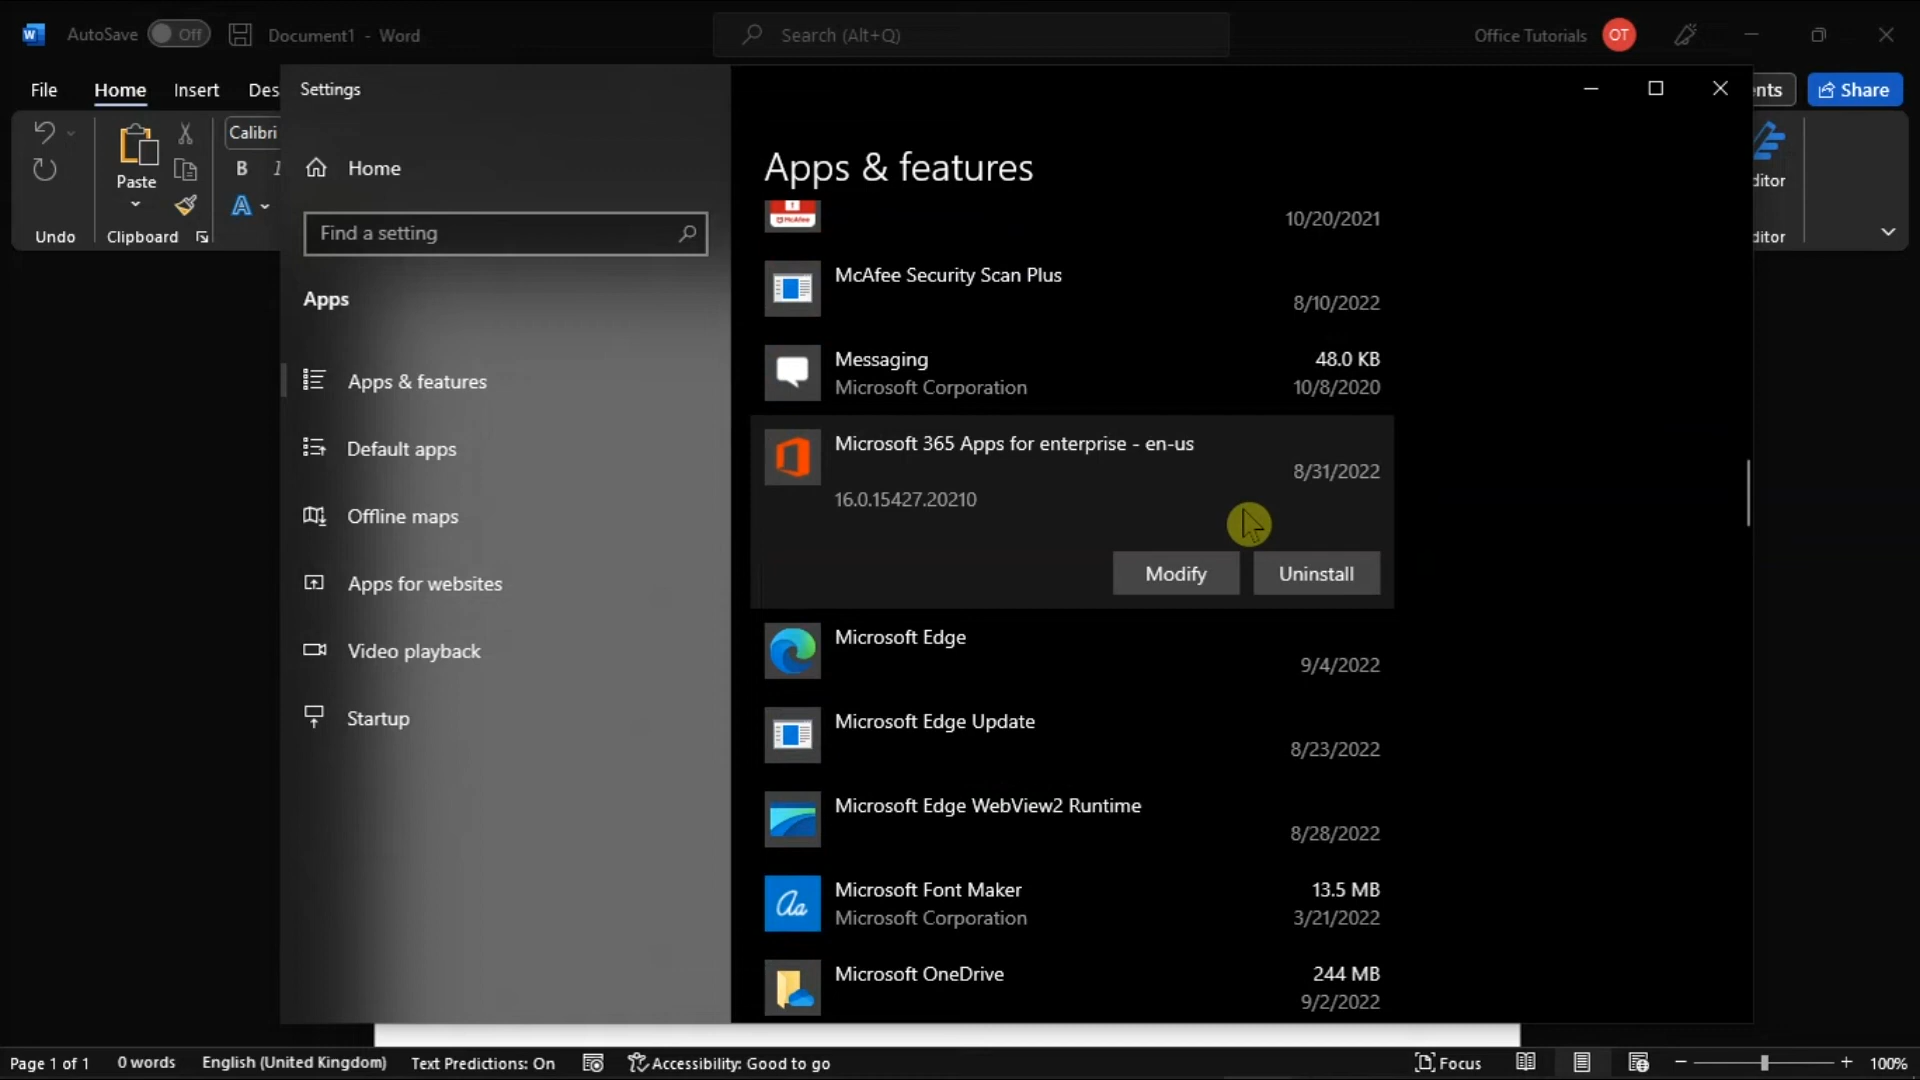 AutoSave Off Document1 - Word Search (Alt+Q) Office Tutorials OT
File Home Insert Des ents Share
Paste Calibri B I A ditor
Undo Clipboard ditor
Settings
Home
Find a setting
Apps
Apps & features
Default apps
Offline maps
Apps for websites
Video playback
Startup
Apps & features
McAfee
10/20/2021
McAfee Security Scan Plus
8/10/2022
Messaging 48.0 KB
Microsoft Corporation 10/8/2020
Microsoft 365 Apps for enterprise - en-us
8/31/2022
16.0.15427.20210
Modify Uninstall
Microsoft Edge
9/4/2022
Microsoft Edge Update
8/23/2022
Microsoft Edge WebView2 Runtime
8/28/2022
Aa
Microsoft Font Maker 13.5 MB
Microsoft Corporation 3/21/2022
Microsoft OneDrive 244 MB
9/2/2022
Page 1 of 1 0 words English (United Kingdom) Text Predictions: On Accessibility: Good to go Focus 100%